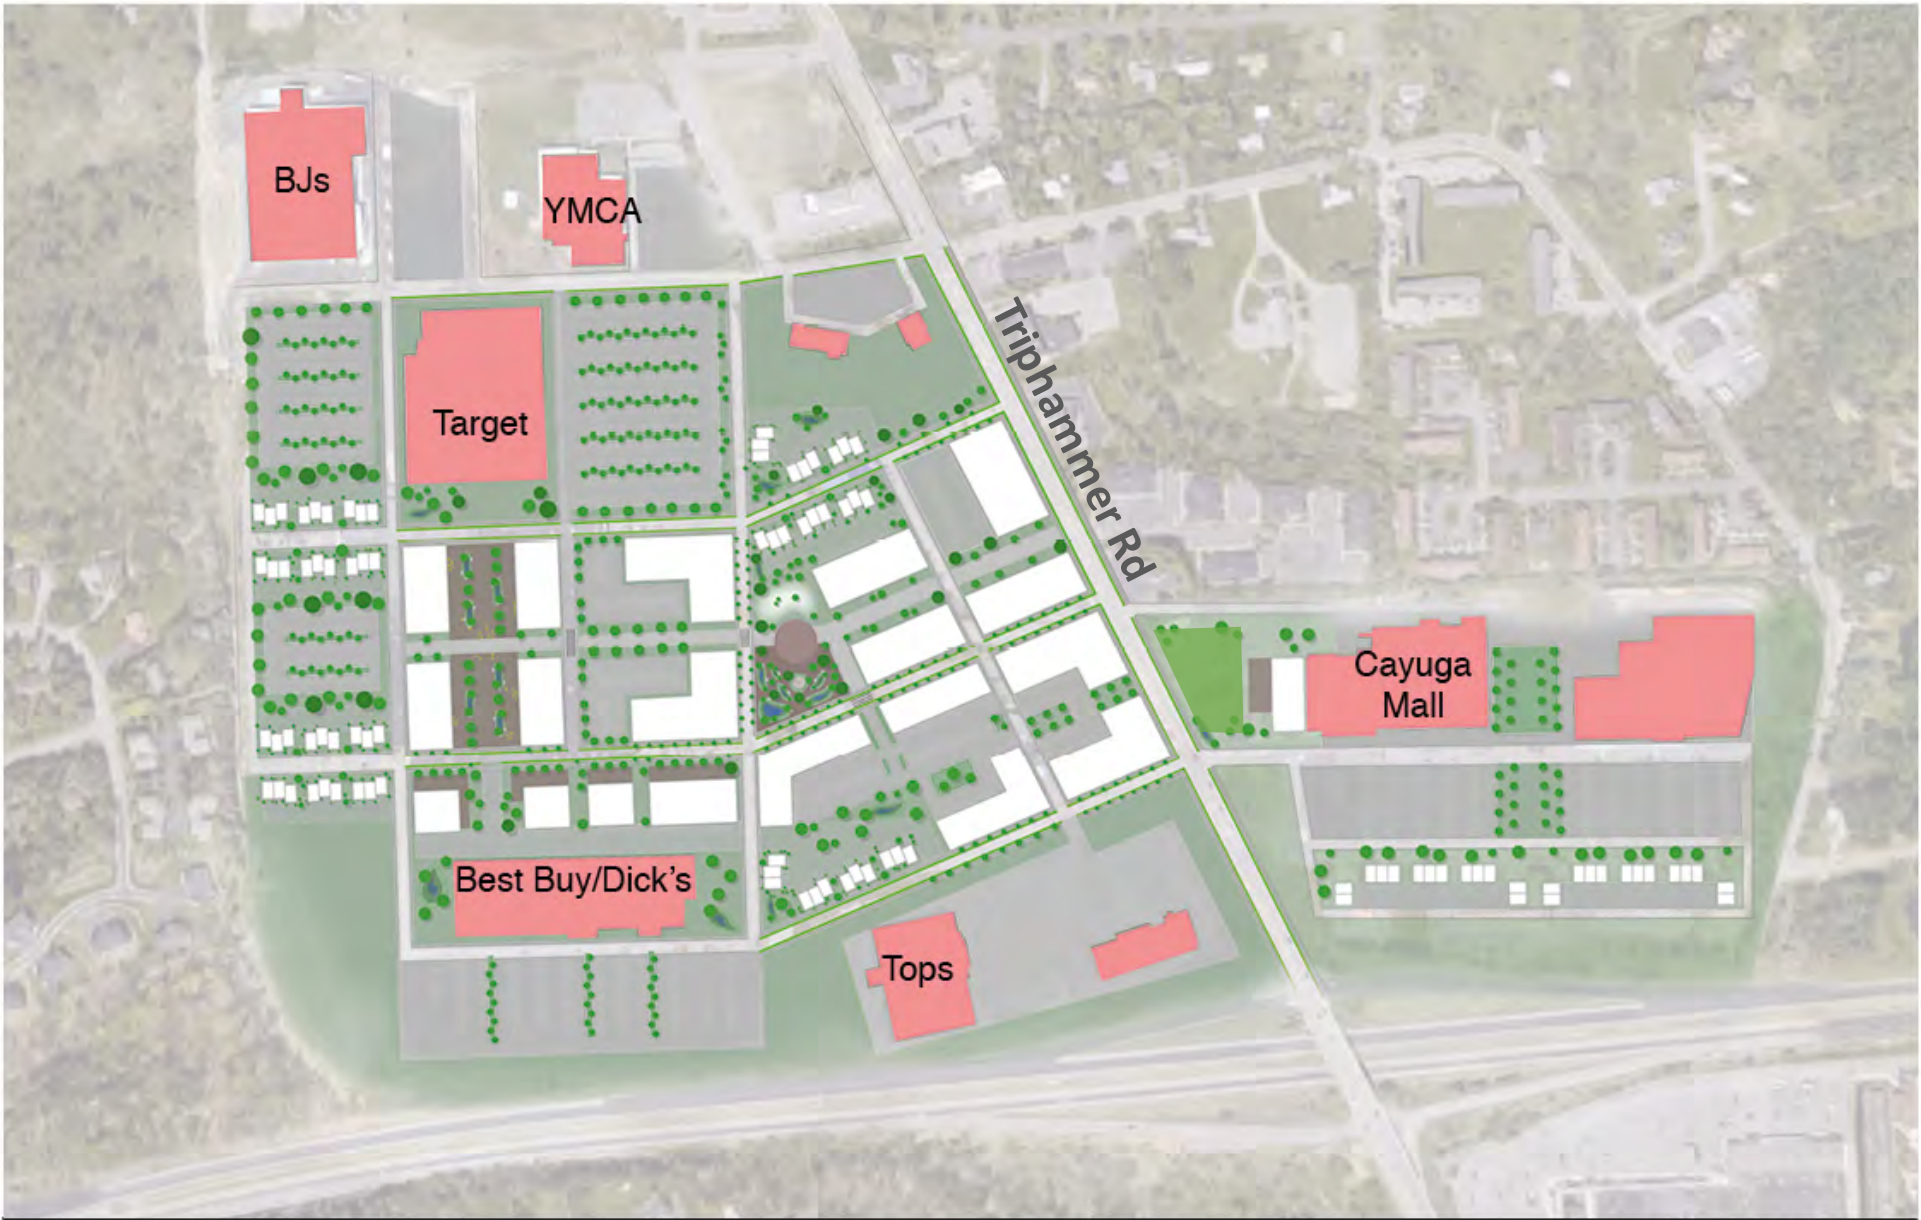 BJs
YMCA
Target
Triphammer Rd
Cayuga
Mall
Best Buy/Dick's
Tops